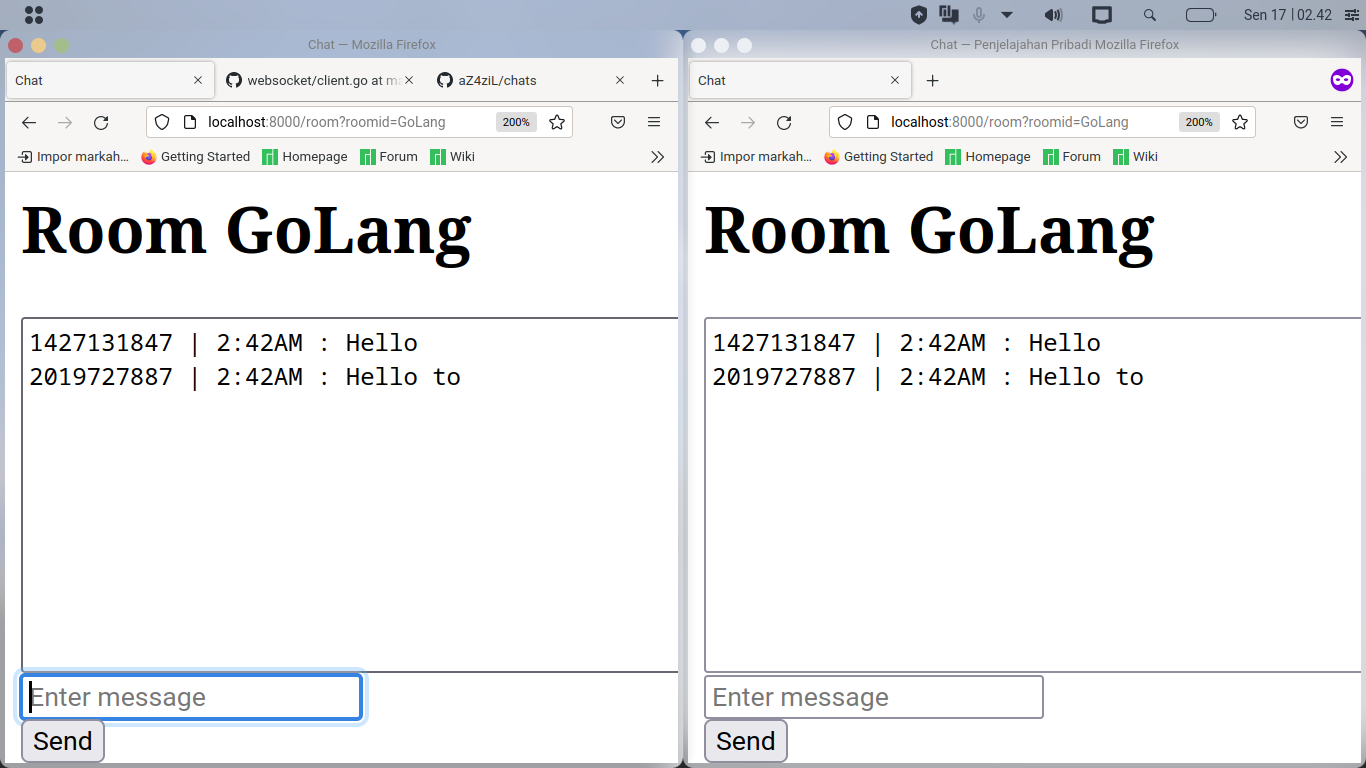 Sen 17 | 02.42
Chat — Mozilla Firefox
Chat
websocket/client.go at ma
aZ4ziL/chats
localhost:8000/room?roomid=GoLang
200%
Impor markah...
Getting Started
Homepage
Forum
Wiki
Room GoLang
1427131847 | 2:42AM : Hello
2019727887 | 2:42AM : Hello to
Enter message
Send
Chat — Penjelajahan Pribadi Mozilla Firefox
Chat
localhost:8000/room?roomid=GoLang
200%
Impor markah...
Getting Started
Homepage
Forum
Wiki
Room GoLang
1427131847 | 2:42AM : Hello
2019727887 | 2:42AM : Hello to
Enter message
Send